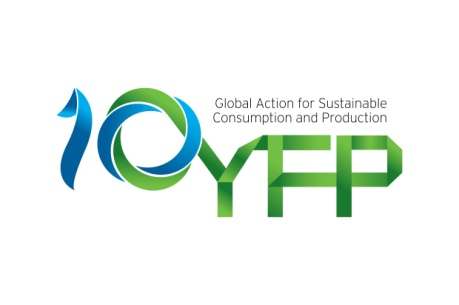 10YFP
Global Action for Sustainable
Consumption and Production